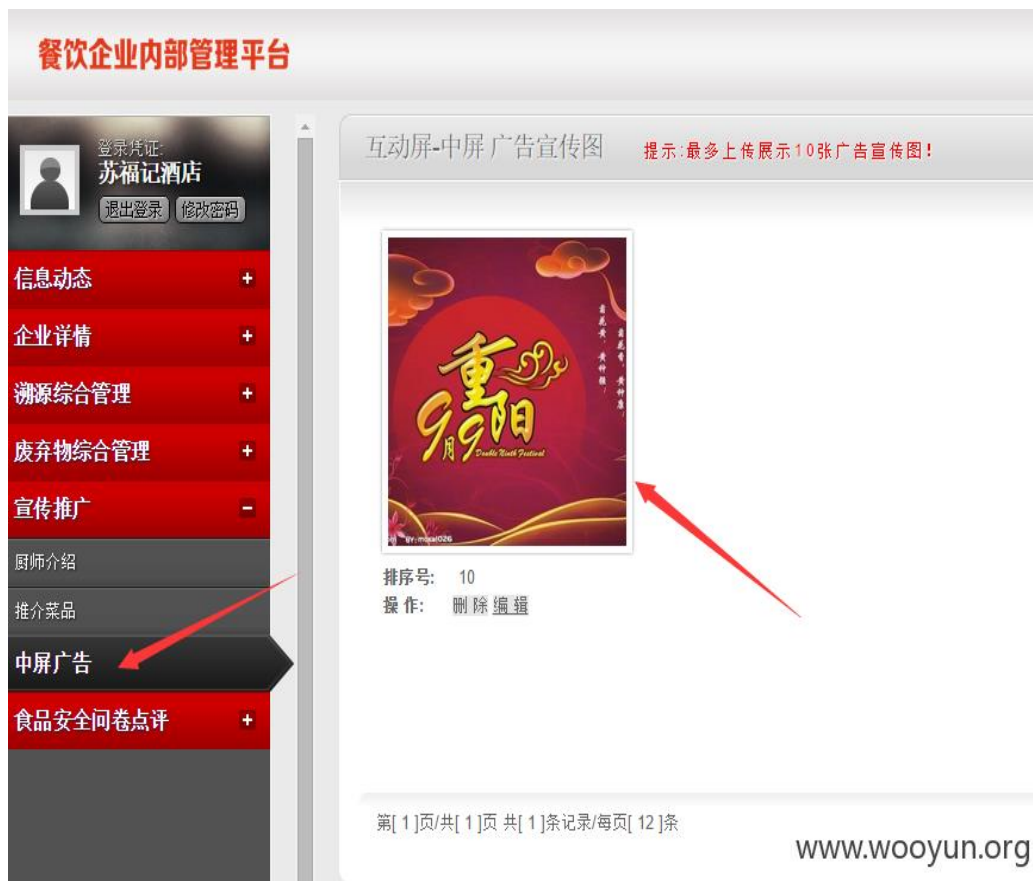 餐饮企业内部管理平台
登录凭证:
苏福记酒店
退出登录 修改密码
信息动态 +
企业详情 +
溯源综合管理 +
废弃物综合管理 +
宣传推广 -
厨师介绍
推介菜品
中屏广告
食品安全问卷点评 +
互动屏-中屏 广告宣传图 提示:最多上传展示10张广告宣传图!
重阳
9月9
Double Ninth Festival
排序号: 10
操 作: 删 除 编 辑
第[ 1 ]页/共[ 1 ]页 共[ 1 ]条记录/每页[ 12 ]条
www.wooyun.org